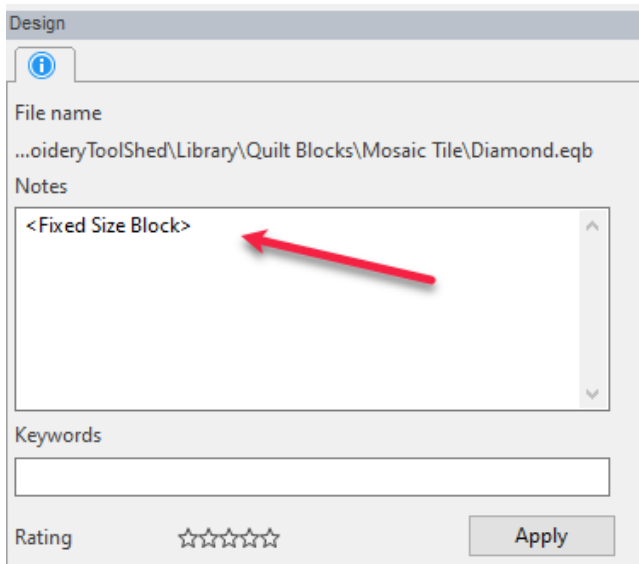 Design
File name
...oideryToolShed\Library\Quilt Blocks\Mosaic Tile\Diamond.eqb
Notes
<Fixed Size Block>
Keywords
Rating
Apply